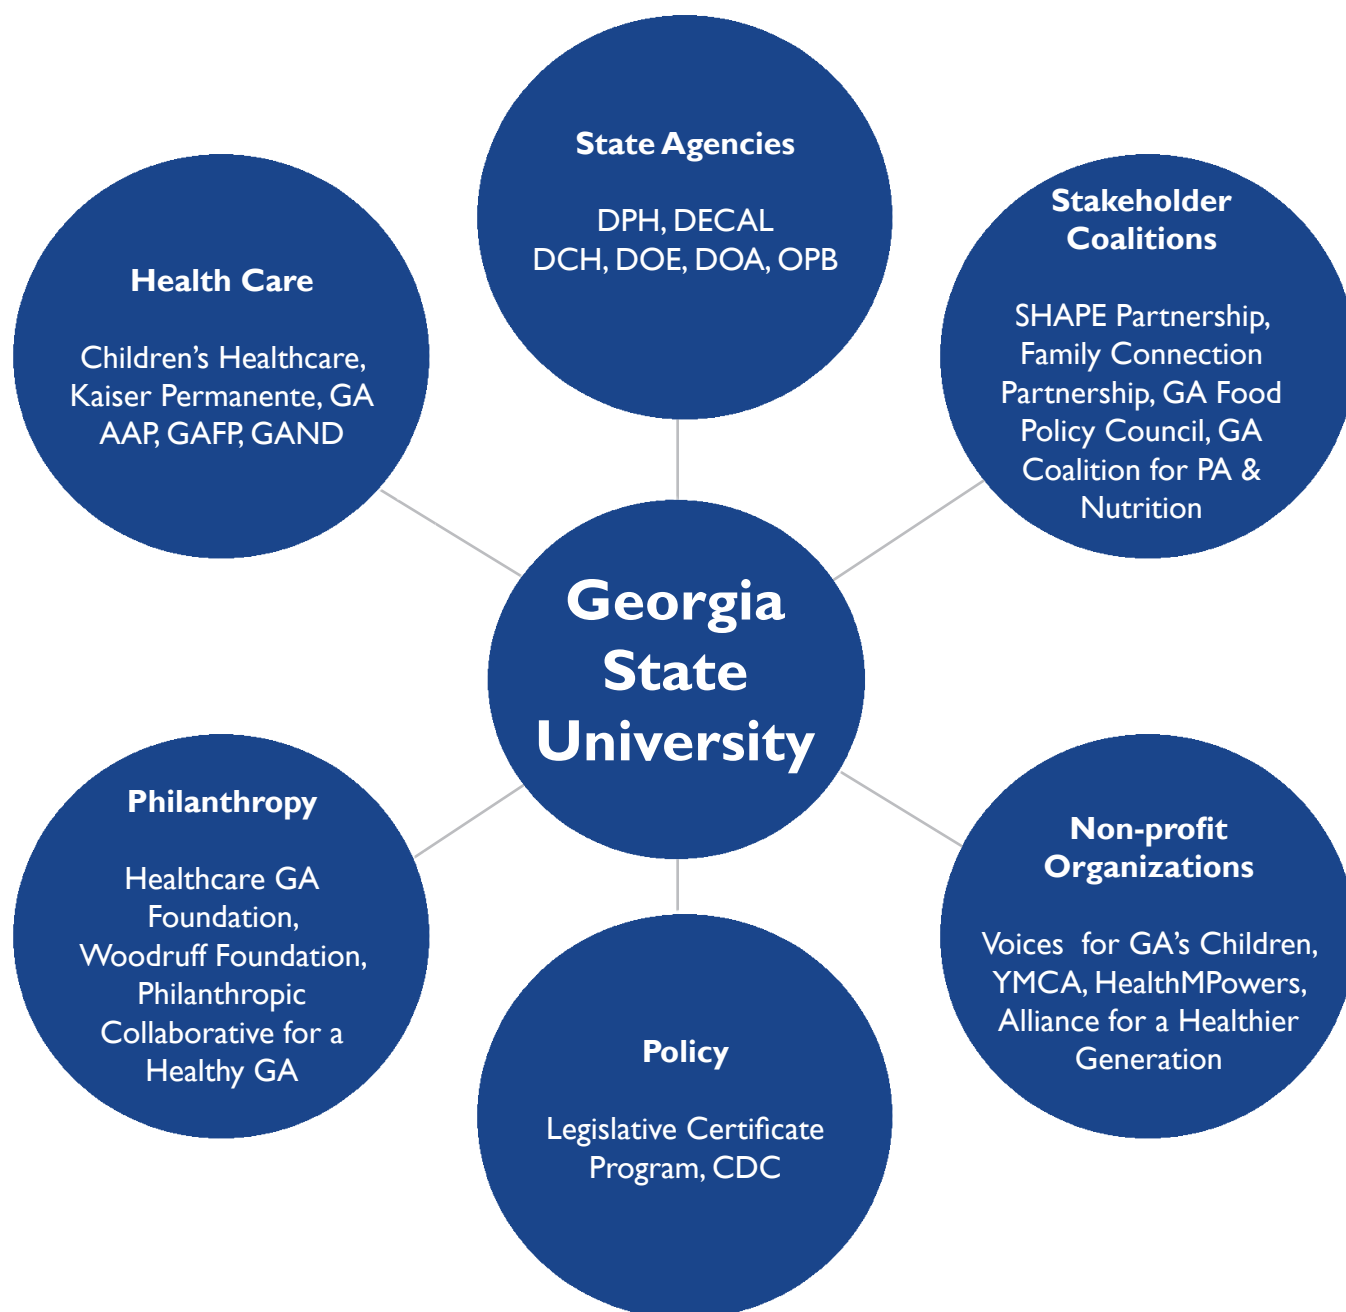 State Agencies
DPH, DECAL
DCH, DOE, DOA, OPB
Stakeholder
Coalitions
SHAPE Partnership,
Family Connection
Partnership, GA Food
Policy Council, GA
Coalition for PA &
Nutrition
Health Care
Children’s Healthcare,
Kaiser Permanente, GA
AAP, GAFP, GAND
Georgia
State
University
Philanthropy
Healthcare GA
Foundation,
Woodruff Foundation,
Philanthropic
Collaborative for a
Healthy GA
Non-profit
Organizations
Voices  for GA’s Children,
YMCA, HealthMPowers,
Alliance for a Healthier
Generation
Policy
Legislative Certificate
Program, CDC